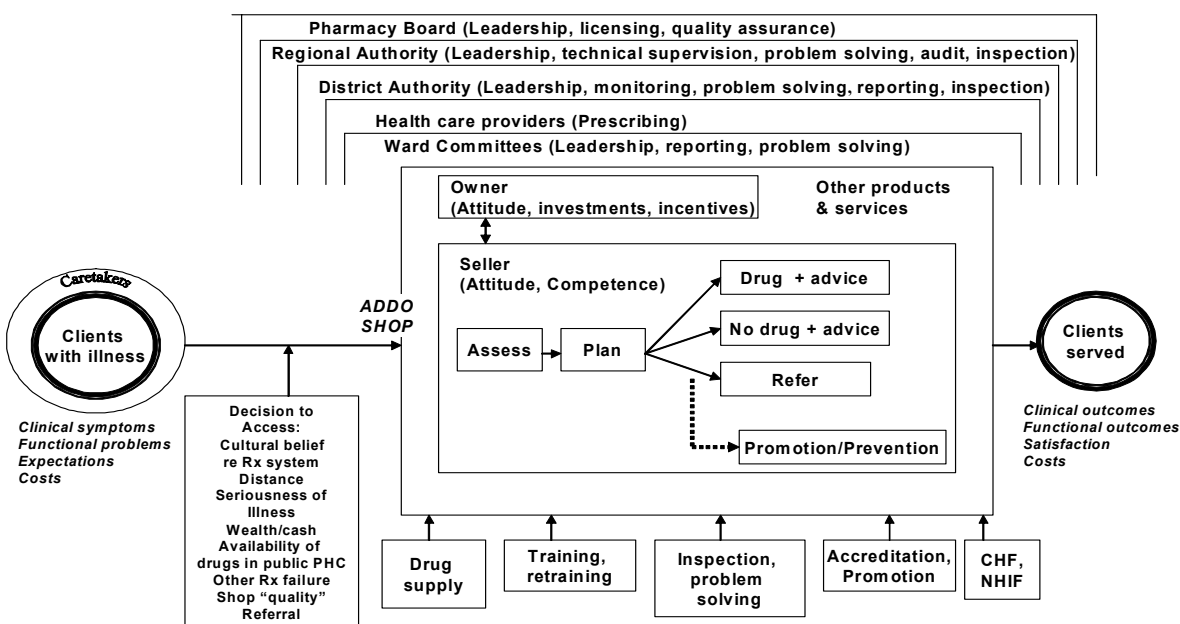 Pharmacy Board (Leadership, licensing, quality assurance)
Regional Authority (Leadership, technical supervision, problem solving, audit, inspection)
District Authority (Leadership, monitoring, problem solving, reporting, inspection)
Health care providers (Prescribing)
Ward Committees (Leadership, reporting, problem solving)
Owner
(Attitude, investments, incentives)
Other products
& services
Caretakers
Clients
with illness
Clinical symptoms
Functional problems
Expectations
Costs
Decision to
Access:
Cultural belief
re Rx system
Distance
Seriousness of
Illness
Wealth/cash
Availability of
drugs in public PHC
Other Rx failure
Shop “quality”
Referral
ADDO
SHOP
Seller
(Attitude, Competence)
Assess
Plan
Drug + advice
No drug + advice
Refer
Promotion/Prevention
Clients
served
Clinical outcomes
Functional outcomes
Satisfaction
Costs
Drug
supply
Training,
retraining
Inspection,
problem
solving
Accreditation,
Promotion
CHF,
NHIF